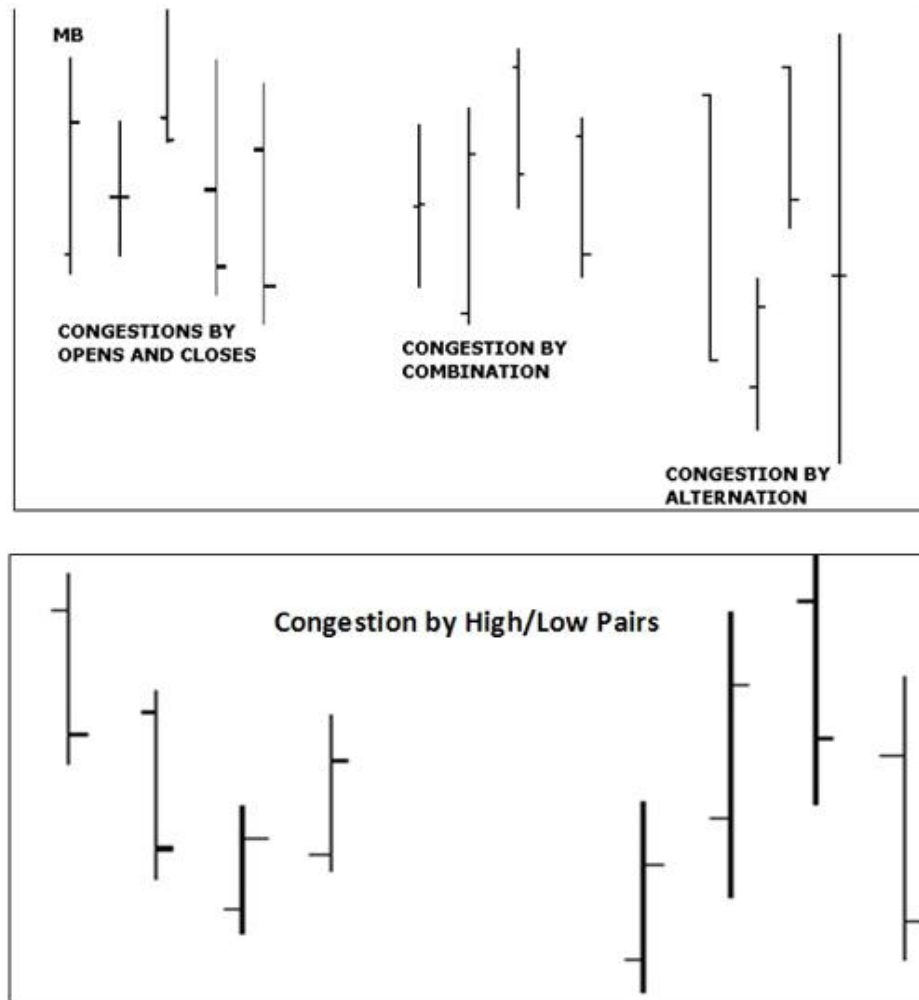 MB
CONGESTIONS BY
OPENS AND CLOSES
CONGESTION BY
COMBINATION
CONGESTION BY
ALTERNATION
Congestion by High/Low Pairs